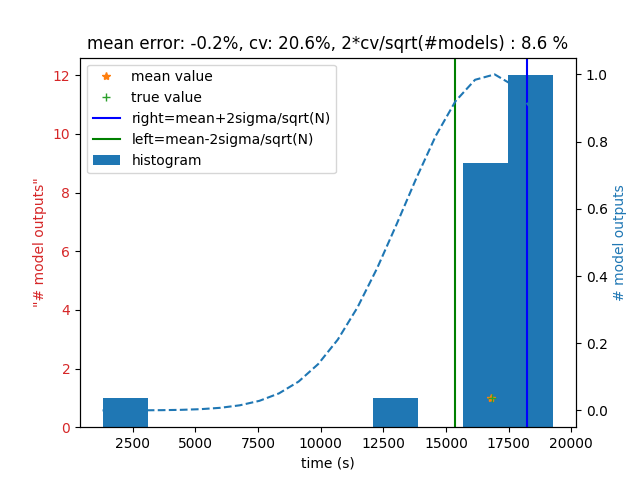 mean error: -0.2%, cv: 20.6%, 2*cv/sqrt(#models) : 8.6 %
mean value
true value
right=mean+2sigma/sqrt(N)
left=mean-2sigma/sqrt(N)
histogram
12
10
8
6
4
2
0
"# model outputs"
1.0
0.8
0.6
0.4
0.2
0.0
# model outputs
2500 5000 7500 10000 12500 15000 17500 20000
time (s)